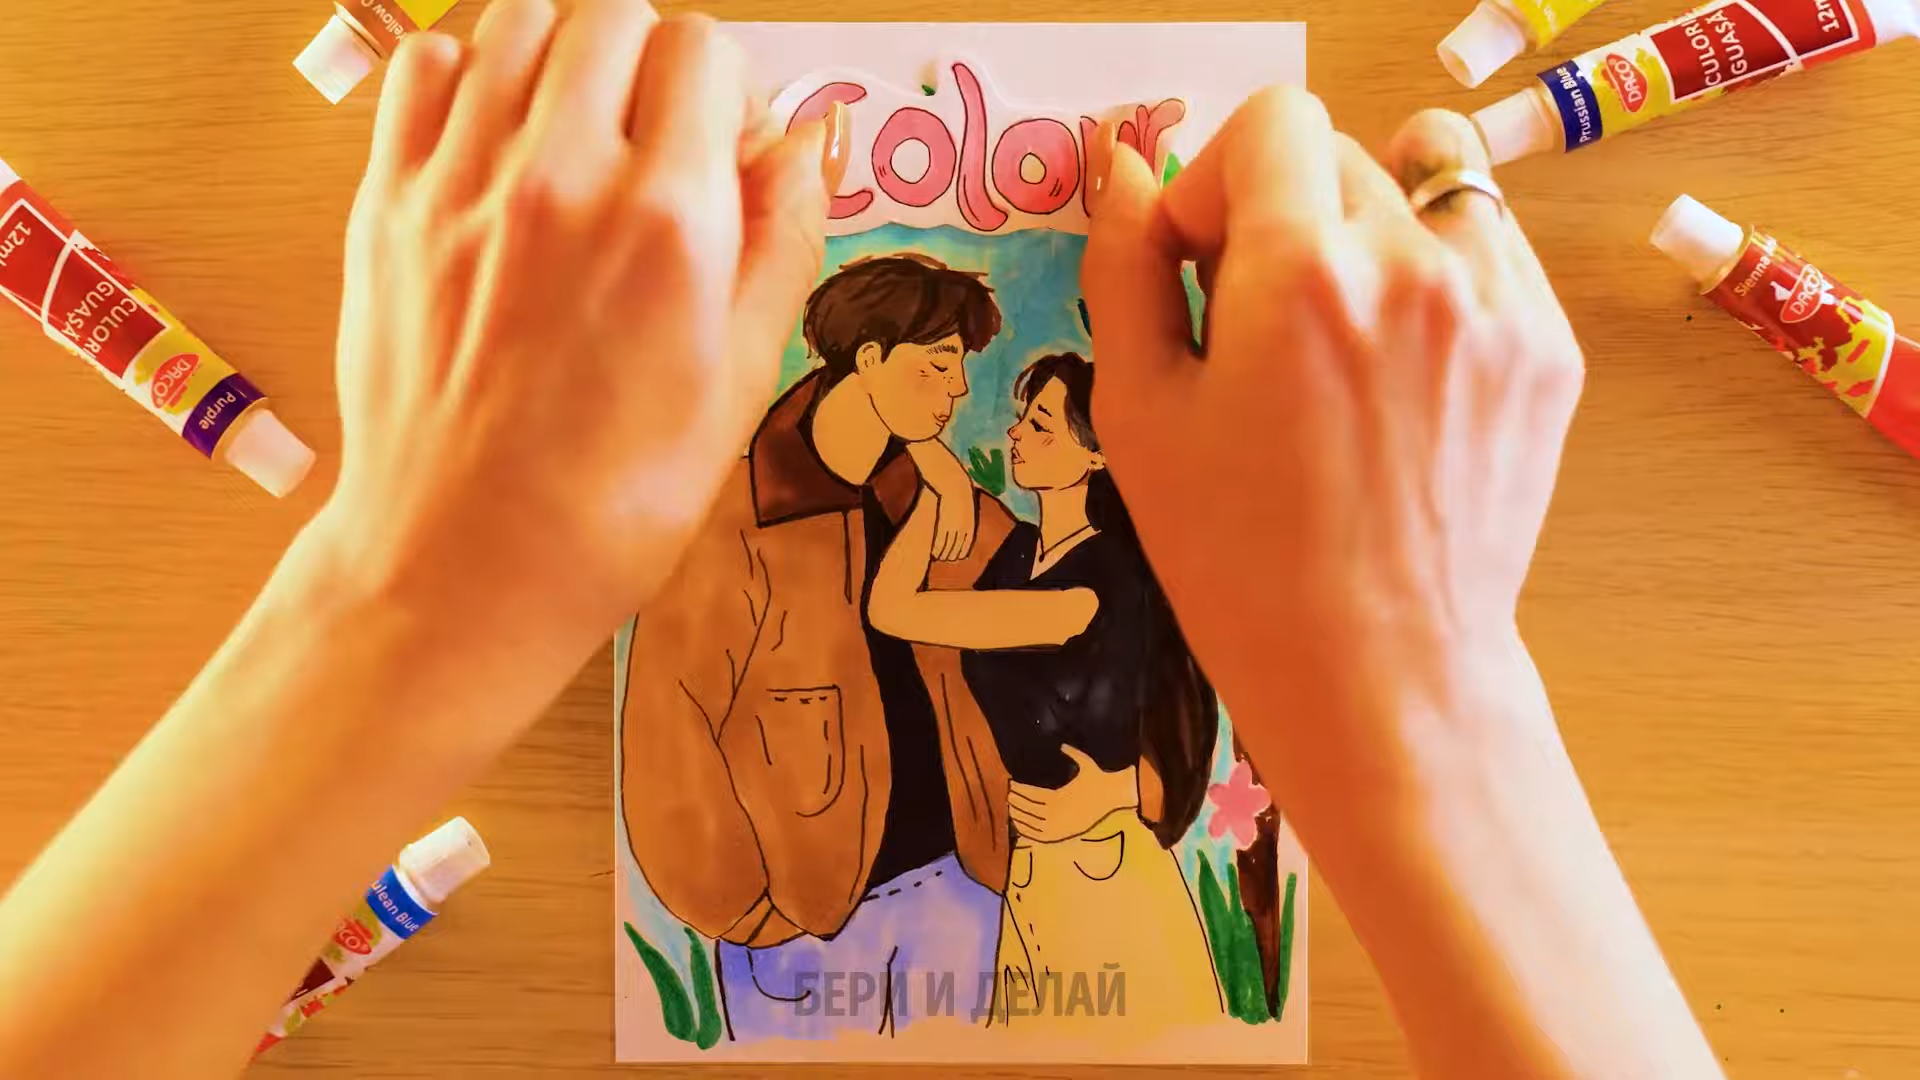 Colour
Yellow O
12ml
CULORI
GUAȘĂ
DACO
Prussian Blue
12ml
CULORI
GUAȘA
DACO
Purple
Sienna
DACO
ulean Blue
DACO
БЕРИ И ДЕЛАЙ